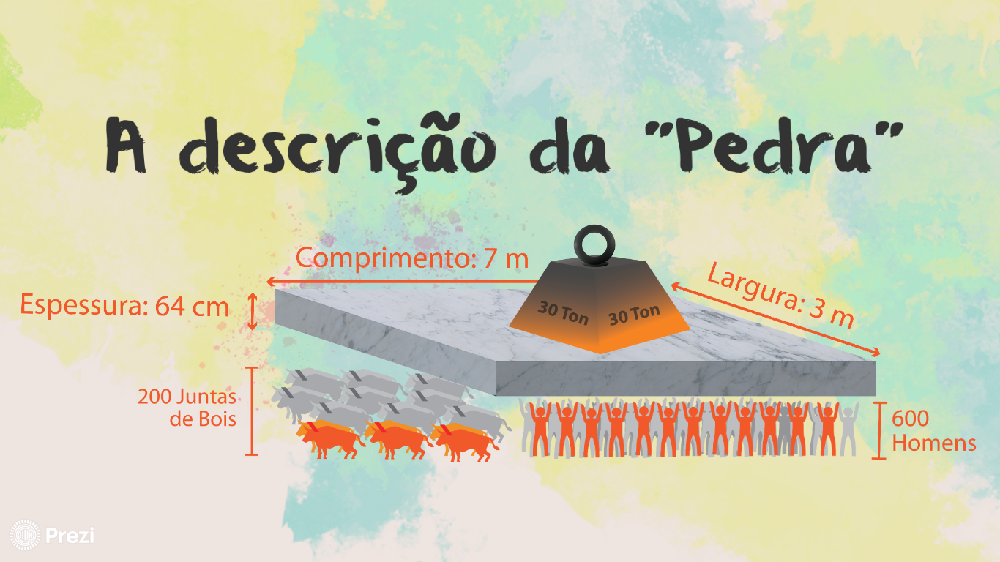 A descrição da "Pedra"
Comprimento: 7 m
Largura: 3 m
Espessura: 64 cm
30 Ton 30 Ton
200 Juntas
de Bois
600
Homens
Prezi